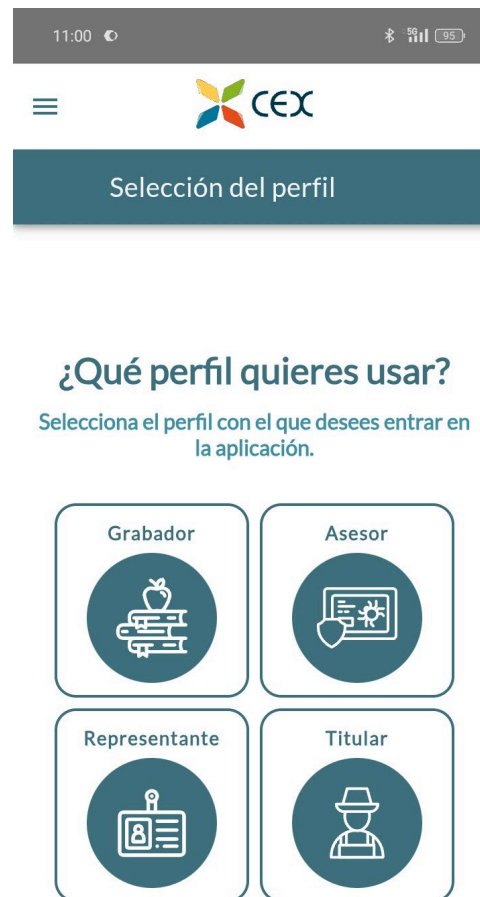 11:00
5G
95
CEX
Selección del perfil
¿Qué perfil quieres usar?
Selecciona el perfil con el que desees entrar en
la aplicación.
Grabador
Asesor
Representante
Titular